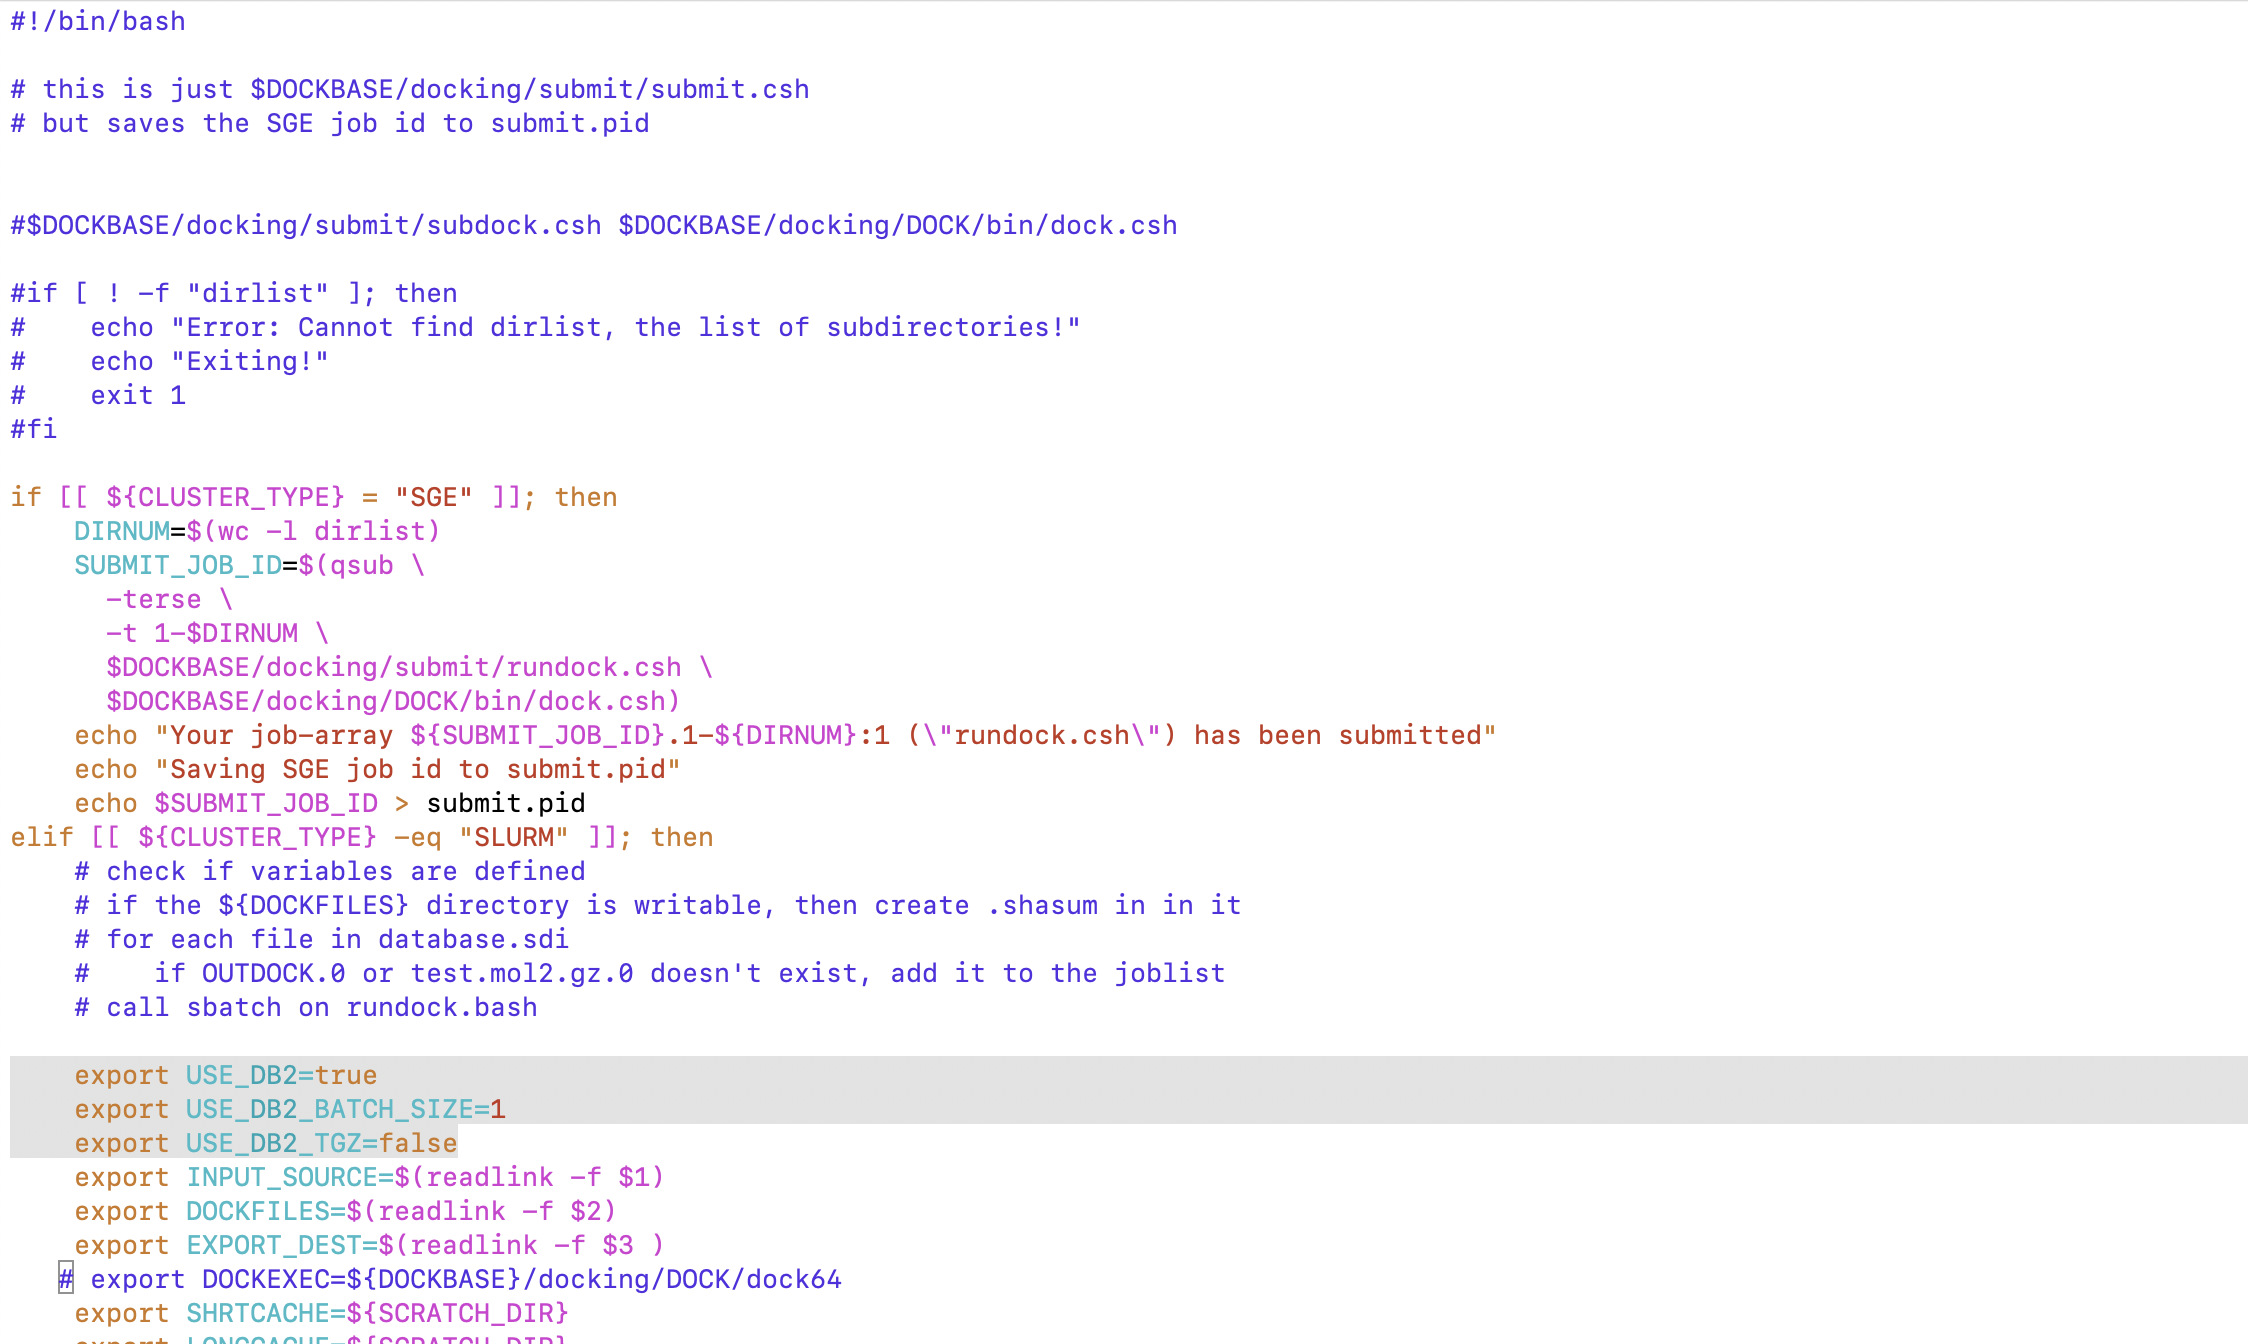 #!/bin/bash
# this is just $DOCKBASE/docking/submit/submit.csh
# but saves the SGE job id to submit.pid
#$DOCKBASE/docking/submit/subdock.csh $DOCKBASE/docking/DOCK/bin/dock.csh
#if [ ! -f "dirlist" ]; then
#    echo "Error: Cannot find dirlist, the list of subdirectories!"
#    echo "Exiting!"
#    exit 1
#fi
if [[ ${CLUSTER_TYPE} = "SGE" ]]; then
    DIRNUM=$(wc -l dirlist)
    SUBMIT_JOB_ID=$(qsub \
      -terse \
      -t 1-$DIRNUM \
      $DOCKBASE/docking/submit/rundock.csh \
      $DOCKBASE/docking/DOCK/bin/dock.csh)
    echo "Your job-array ${SUBMIT_JOB_ID}.1-${DIRNUM}:1 (\"rundock.csh\") has been submitted"
    echo "Saving SGE job id to submit.pid"
    echo $SUBMIT_JOB_ID > submit.pid
elif [[ ${CLUSTER_TYPE} -eq "SLURM" ]]; then
    # check if variables are defined
    # if the ${DOCKFILES} directory is writable, then create .shasum in in it
    # for each file in database.sdi
    #    if OUTDOCK.0 or test.mol2.gz.0 doesn't exist, add it to the joblist
    # call sbatch on rundock.bash
    export USE_DB2=true
    export USE_DB2_BATCH_SIZE=1
    export USE_DB2_TGZ=false
    export INPUT_SOURCE=$(readlink -f $1)
    export DOCKFILES=$(readlink -f $2)
    export EXPORT_DEST=$(readlink -f $3 )
   # export DOCKEXEC=${DOCKBASE}/docking/DOCK/dock64
    export SHRTCACHE=${SCRATCH_DIR}
    export LONGCACHE=${SCRATCH_DIR}